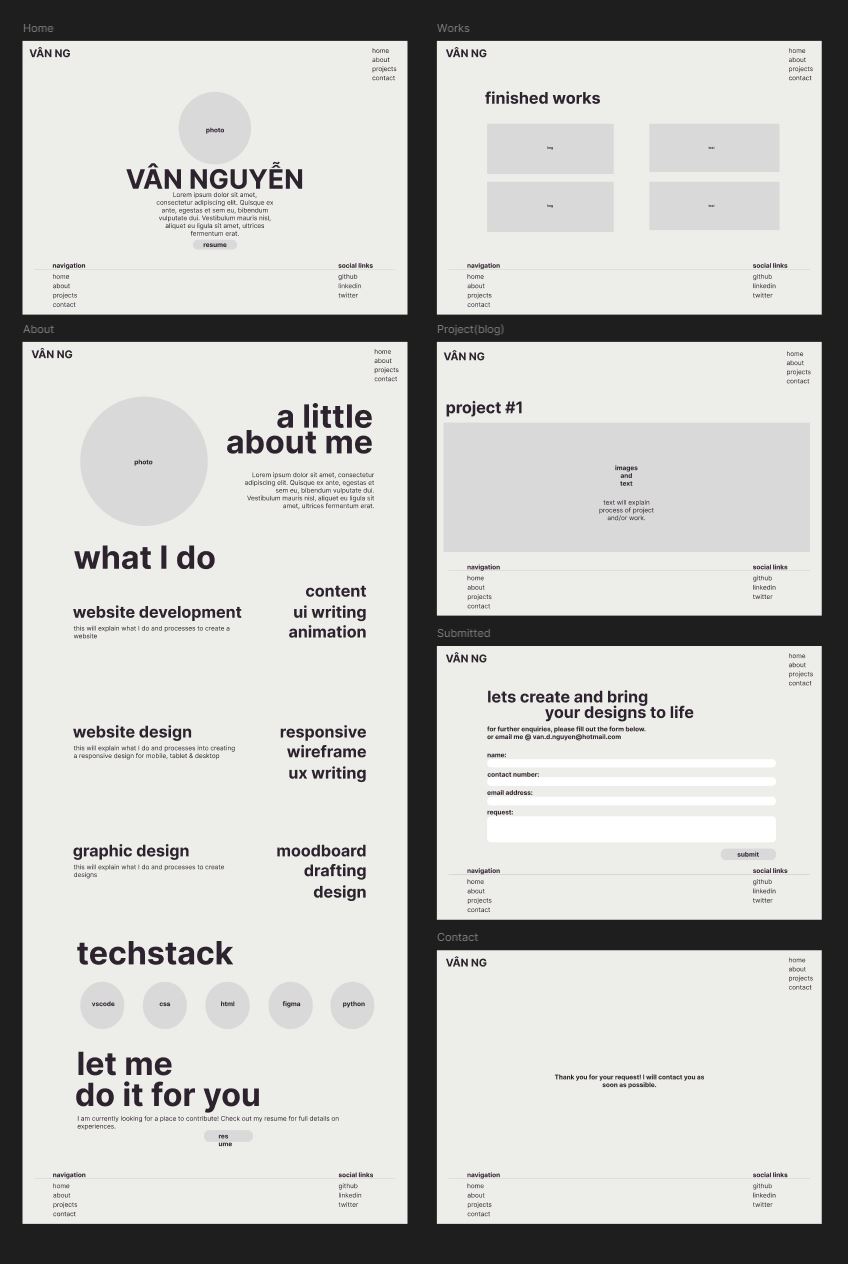 Home
VÂN NG
home
about
projects
contact
photo
VÂN NGUYỄN
Lorem ipsum dolor sit amet,
consectetur adipiscing elit. Quisque ex
ante, egestas et sem eu, bibendum
vulputate dui. Vestibulum mauris nisl,
aliquet eu ligula sit amet, ultrices
fermentum erat.
resume
navigation
social links
home
github
about
linkedin
projects
twitter
contact
Works
VÂN NG
home
about
projects
contact
finished works
navigation
social links
home
github
about
linkedin
projects
twitter
contact
About
VÂN NG
home
about
projects
contact
photo
a little
about me
Lorem ipsum dolor sit amet, consectetur
adipiscing elit. Quisque ex ante, egestas et
sem eu, bibendum vulputate dui.
Vestibulum mauris nisl, aliquet eu ligula sit
amet, ultrices fermentum erat.
what I do
website development
this will explain what I do and processes to create a
website
content
ui writing
animation
website design
this will explain what I do and processes into creating
a responsive design for mobile, tablet & desktop
responsive
wireframe
ux writing
graphic design
this will explain what I do and processes to create
designs
moodboard
drafting
design
techstack
vscode
css
html
figma
python
let me
do it for you
I am currently looking for a place to contribute! Check out my resume for full details on
experiences.
res
ume
navigation
social links
home
github
about
linkedin
projects
twitter
contact
Project(blog)
VÂN NG
home
about
projects
contact
project #1
images
and
text
text will explain
process of project
and/or work.
navigation
social links
home
github
about
linkedin
projects
twitter
contact
Submitted
VÂN NG
home
about
projects
contact
lets create and bring
your designs to life
for further enquiries, please fill out the form below.
or email me @ van.d.nguyen@hotmail.com
name:
contact number:
email address:
request:
submit
navigation
social links
home
github
about
linkedin
projects
twitter
contact
Contact
VÂN NG
home
about
projects
contact
Thank you for your request! I will contact you as
soon as possible.
navigation
social links
home
github
about
linkedin
projects
twitter
contact